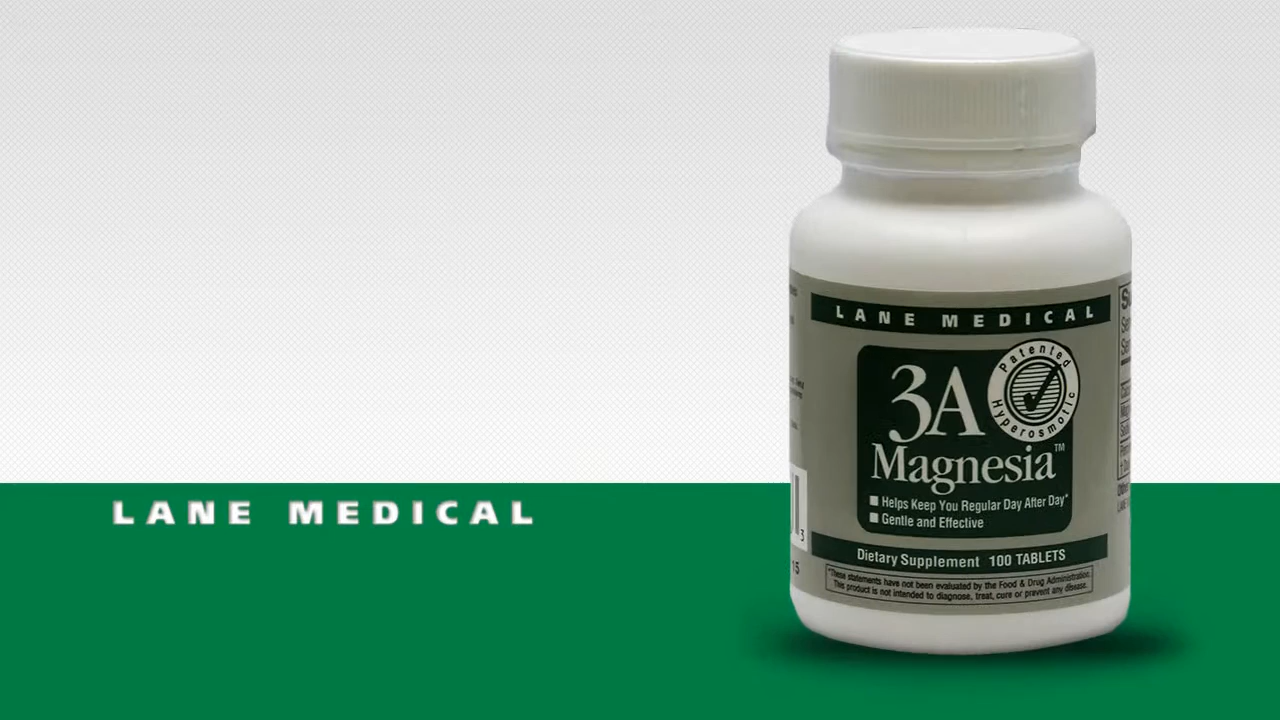 LANE MEDICAL
LANE MEDICAL
Patented
Hyperosmotic
3A
Magnesia™
■ Helps Keep You Regular Day After Day*
■ Gentle and Effective
Dietary Supplement 100 TABLETS
*These statements have not been evaluated by the Food & Drug Administration.
This product is not intended to diagnose, treat, cure or prevent any disease.
3
15